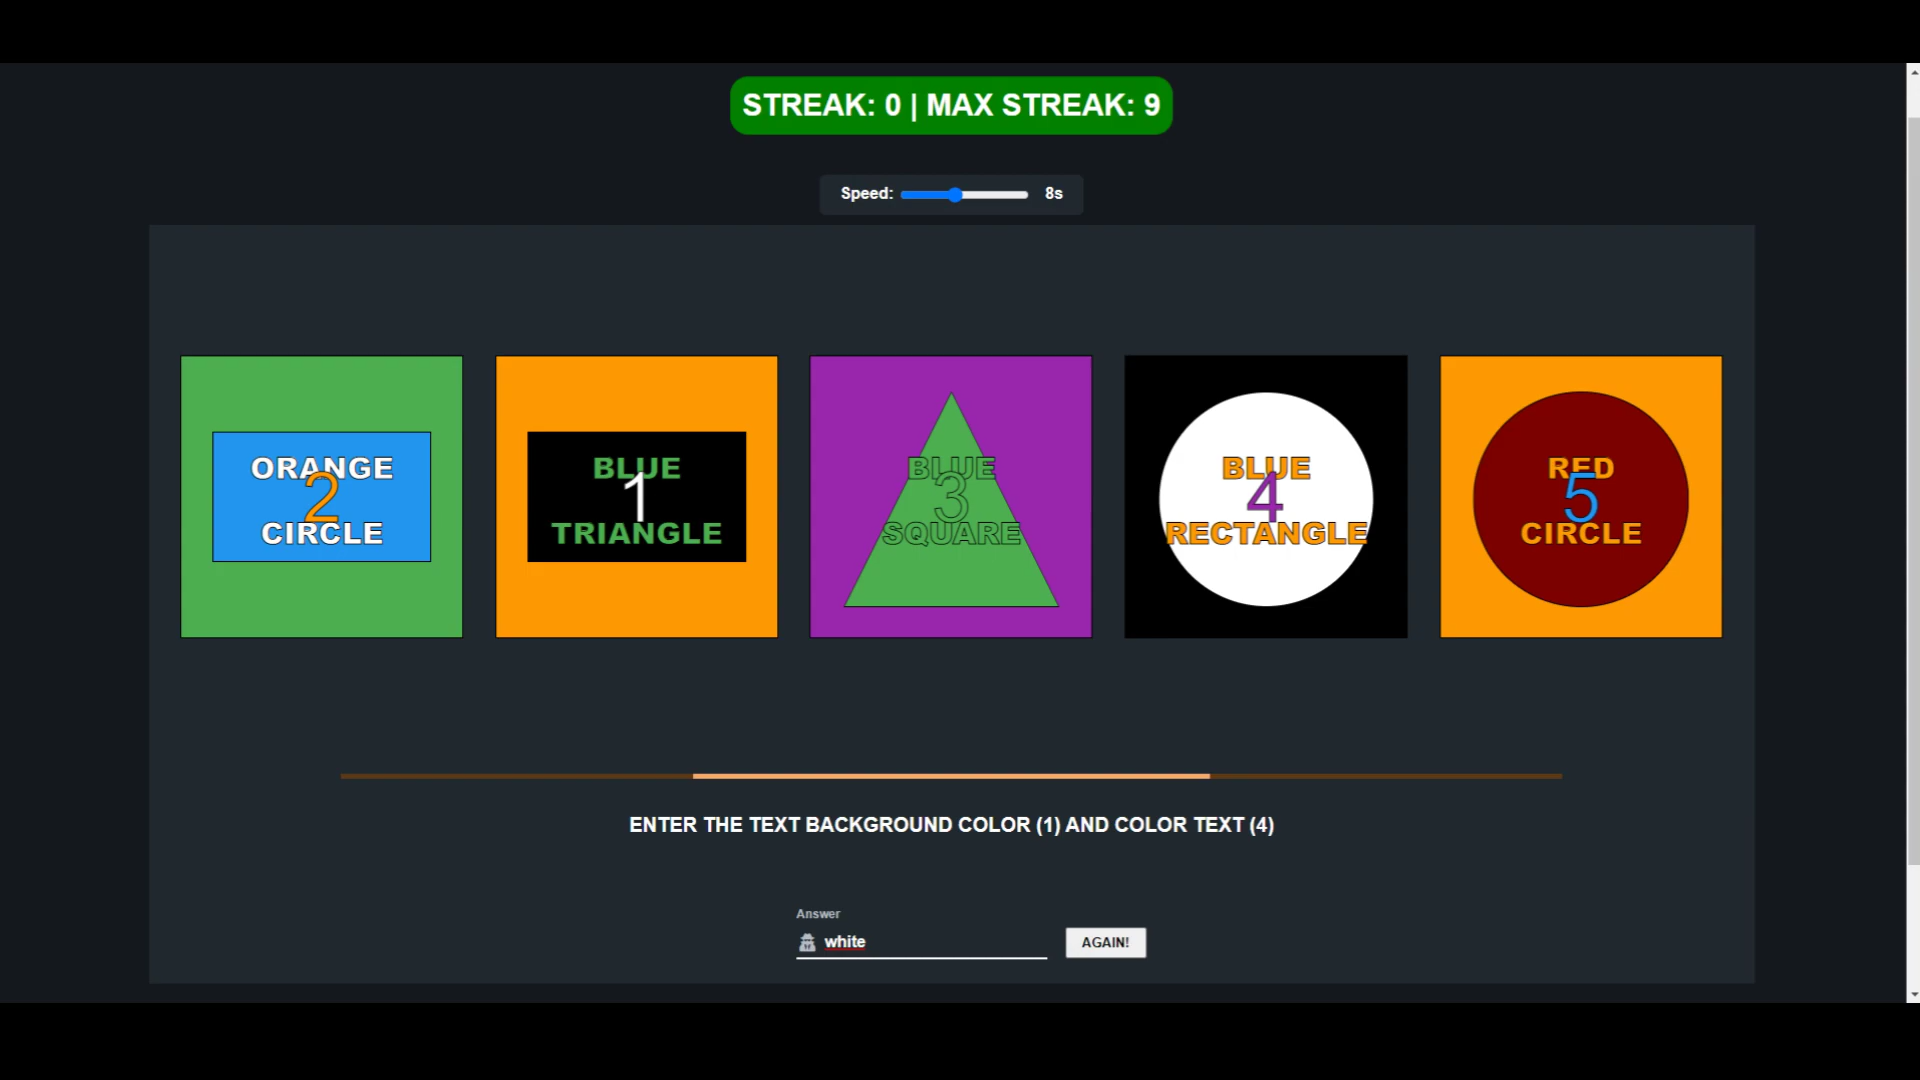 STREAK: 0 | MAX STREAK: 9
Speed: 8s
ORANGE
2
CIRCLE
BLUE
1
TRIANGLE
BLUE
3
SQUARE
BLUE
4
RECTANGLE
RED
5
CIRCLE
ENTER THE TEXT BACKGROUND COLOR (1) AND COLOR TEXT (4)
Answer
white
AGAIN!